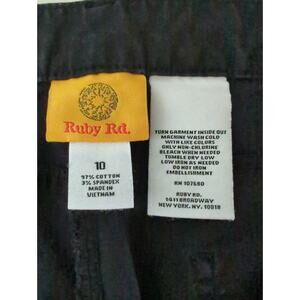 Ruby Rd.
10
97% COTTON
3% SPANDEX
MADE IN
VIETNAM
TURN GARMENT INSIDE OUT
MACHINE WASH COLD
WITH LIKE COLORS
ONLY NON-CHLORINE
BLEACH WHEN NEEDED
TUMBLE DRY LOW
LOW IRON AS NEEDED
DO NOT IRON
EMBELLISHMENT
RN 107680
RUBY RD.
1411 BROADWAY
NEW YORK, NY. 10018